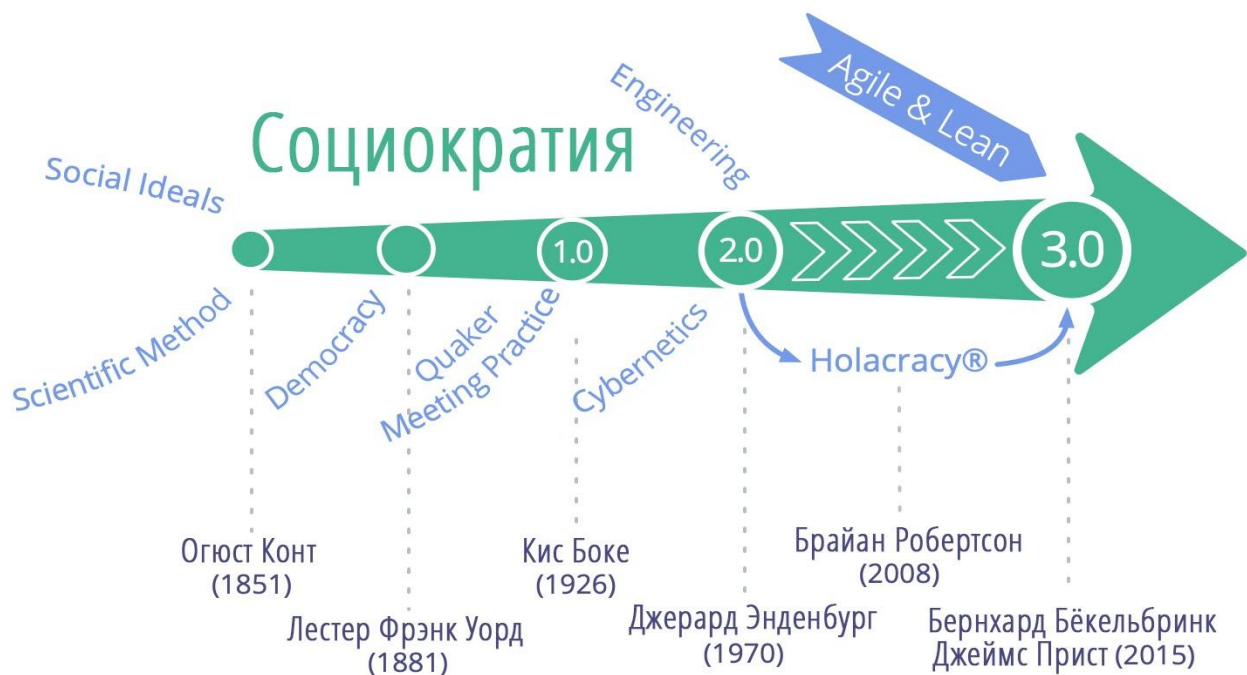 Agile & Lean
Engineering
Социократия
Social Ideals
1.0
2.0
3.0
Scientific Method
Democracy
Quaker
Meeting Practice
Cybernetics
Holacracy®
Огюст Конт
(1851)
Лестер Фрэнк Уорд
(1881)
Кис Боке
(1926)
Джерард Энденбург
(1970)
Брайан Робертсон
(2008)
Бернхард Бёкельбринк
Джеймс Прист (2015)